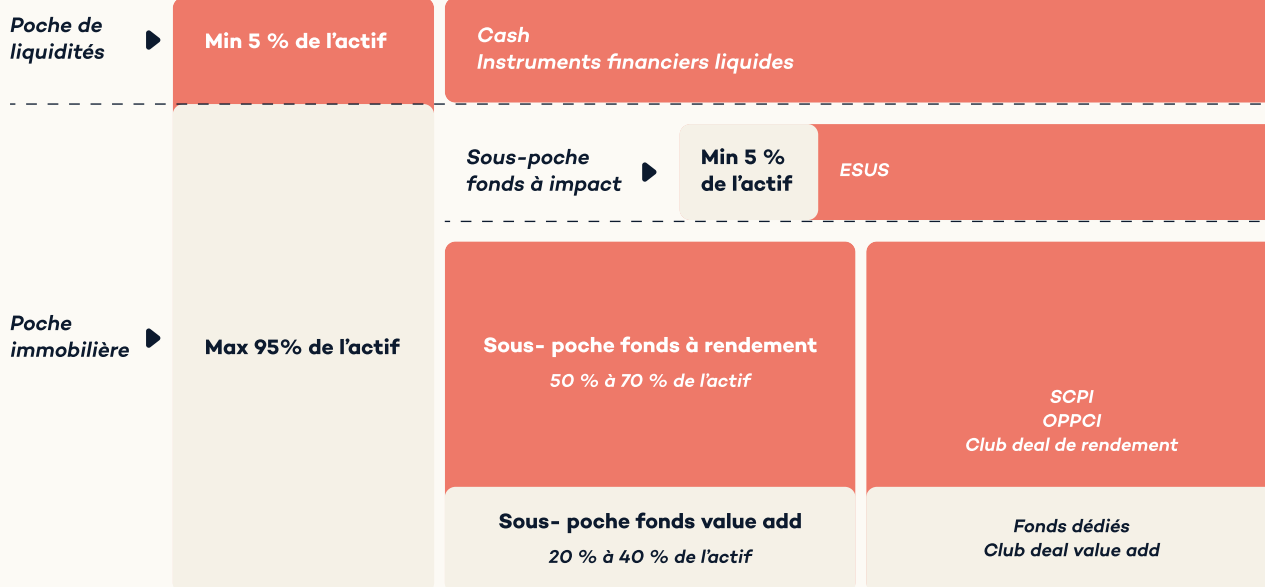 Poche de
liquidités
Min 5 % de l'actif
Cash
Instruments financiers liquides
Sous-poche
fonds à impact
Min 5 %
de l'actif
ESUS
Poche
immobilière
Max 95% de l'actif
Sous- poche fonds à rendement
50 % à 70 % de l'actif
SCPI
OPPCI
Club deal de rendement
Sous- poche fonds value add
20 % à 40 % de l'actif
Fonds dédiés
Club deal value add